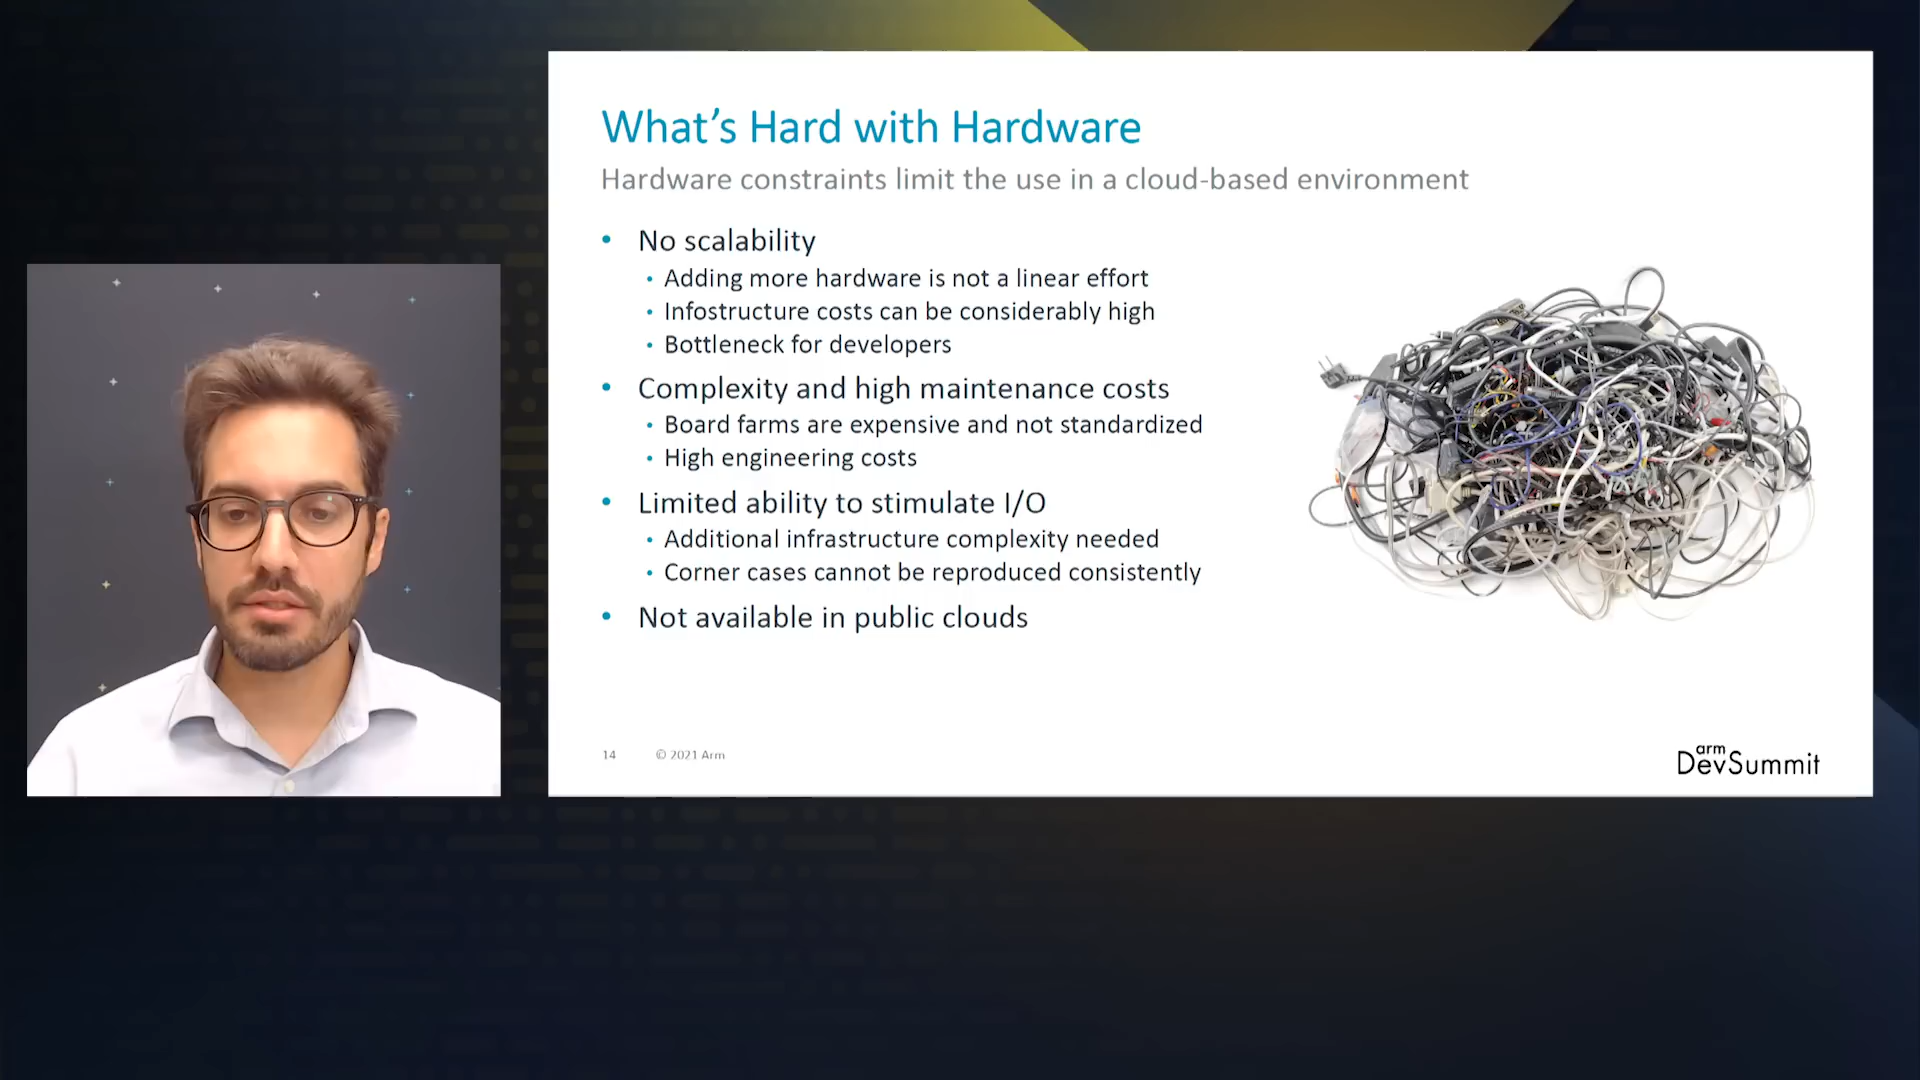 What's Hard with Hardware
Hardware constraints limit the use in a cloud-based environment
• No scalability
• Adding more hardware is not a linear effort
• Infostructure costs can be considerably high
• Bottleneck for developers
• Complexity and high maintenance costs
• Board farms are expensive and not standardized
• High engineering costs
• Limited ability to stimulate I/O
• Additional infrastructure complexity needed
• Corner cases cannot be reproduced consistently
• Not available in public clouds
14 © 2021 Arm
arm
DevSummit